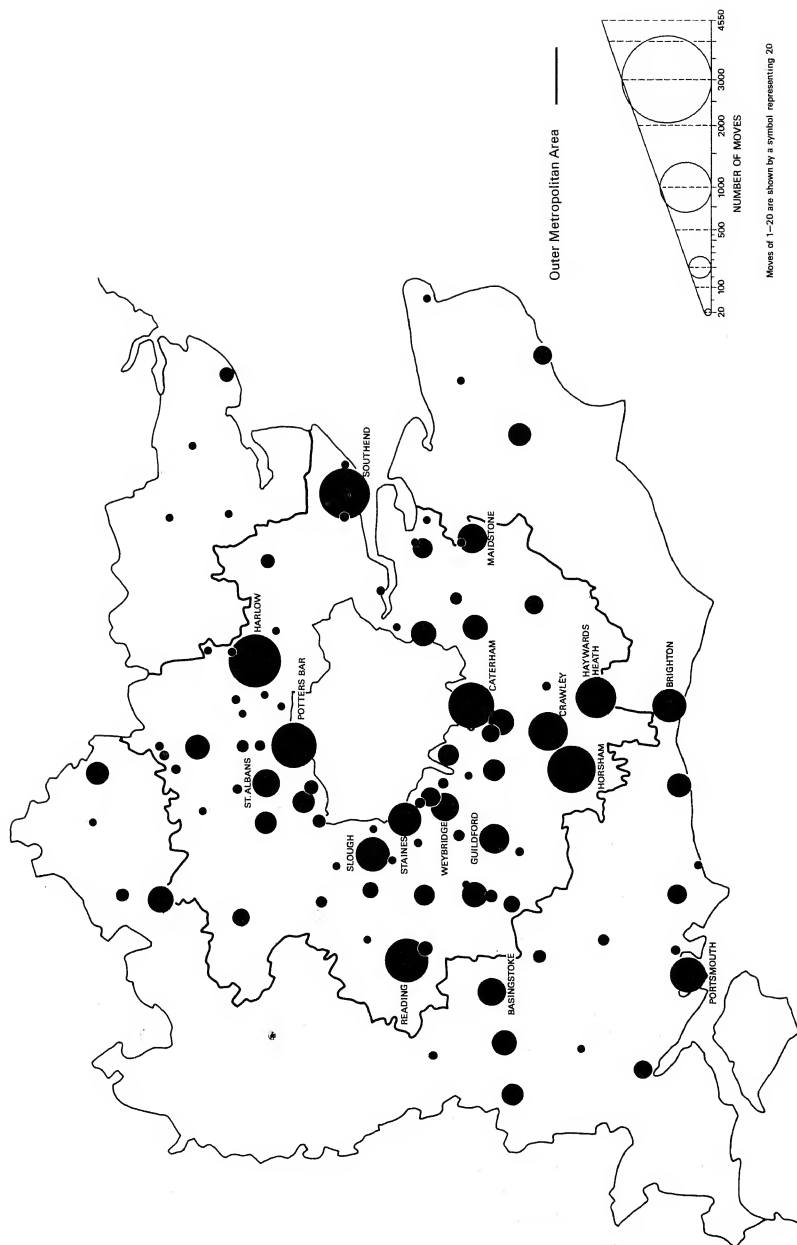 HARLOW
POTTERS BAR
ST. ALBANS
SOUTHEND
SLOUGH
STAINES
WEYBRIDGE
GUILDFORD
READING
BASINGSTOKE
CATERHAM
CRAWLEY
HORSHAM
HAYWARDS
HEATH
MAIDSTONE
BRIGHTON
PORTSMOUTH
Outer Metropolitan Area
20 100 500 1000 2000 3000 4550
NUMBER OF MOVES
Moves of 1–20 are shown by a symbol representing 20